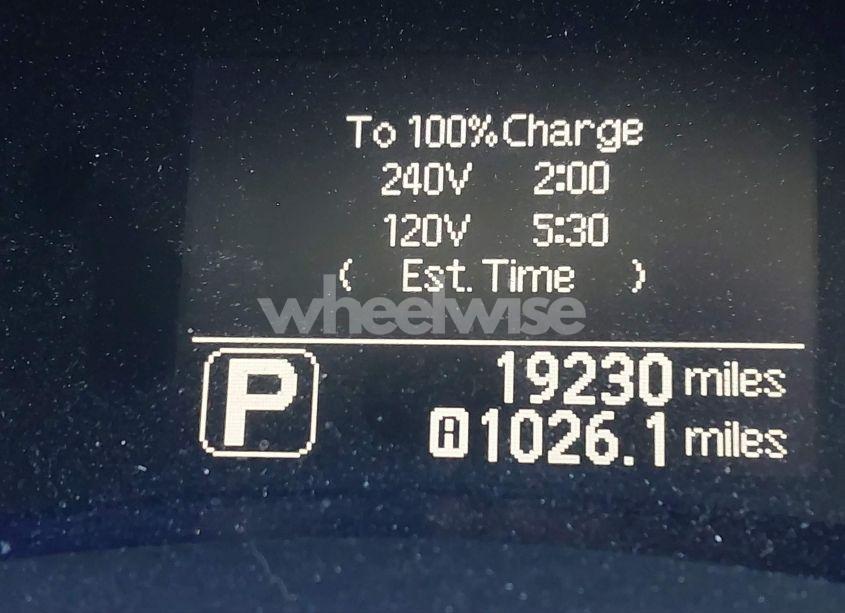 To 100% Charge
240V 2:00
120V 5:30
( Est. Time )
wheelwise
P
19230 miles
A 1026.1 miles